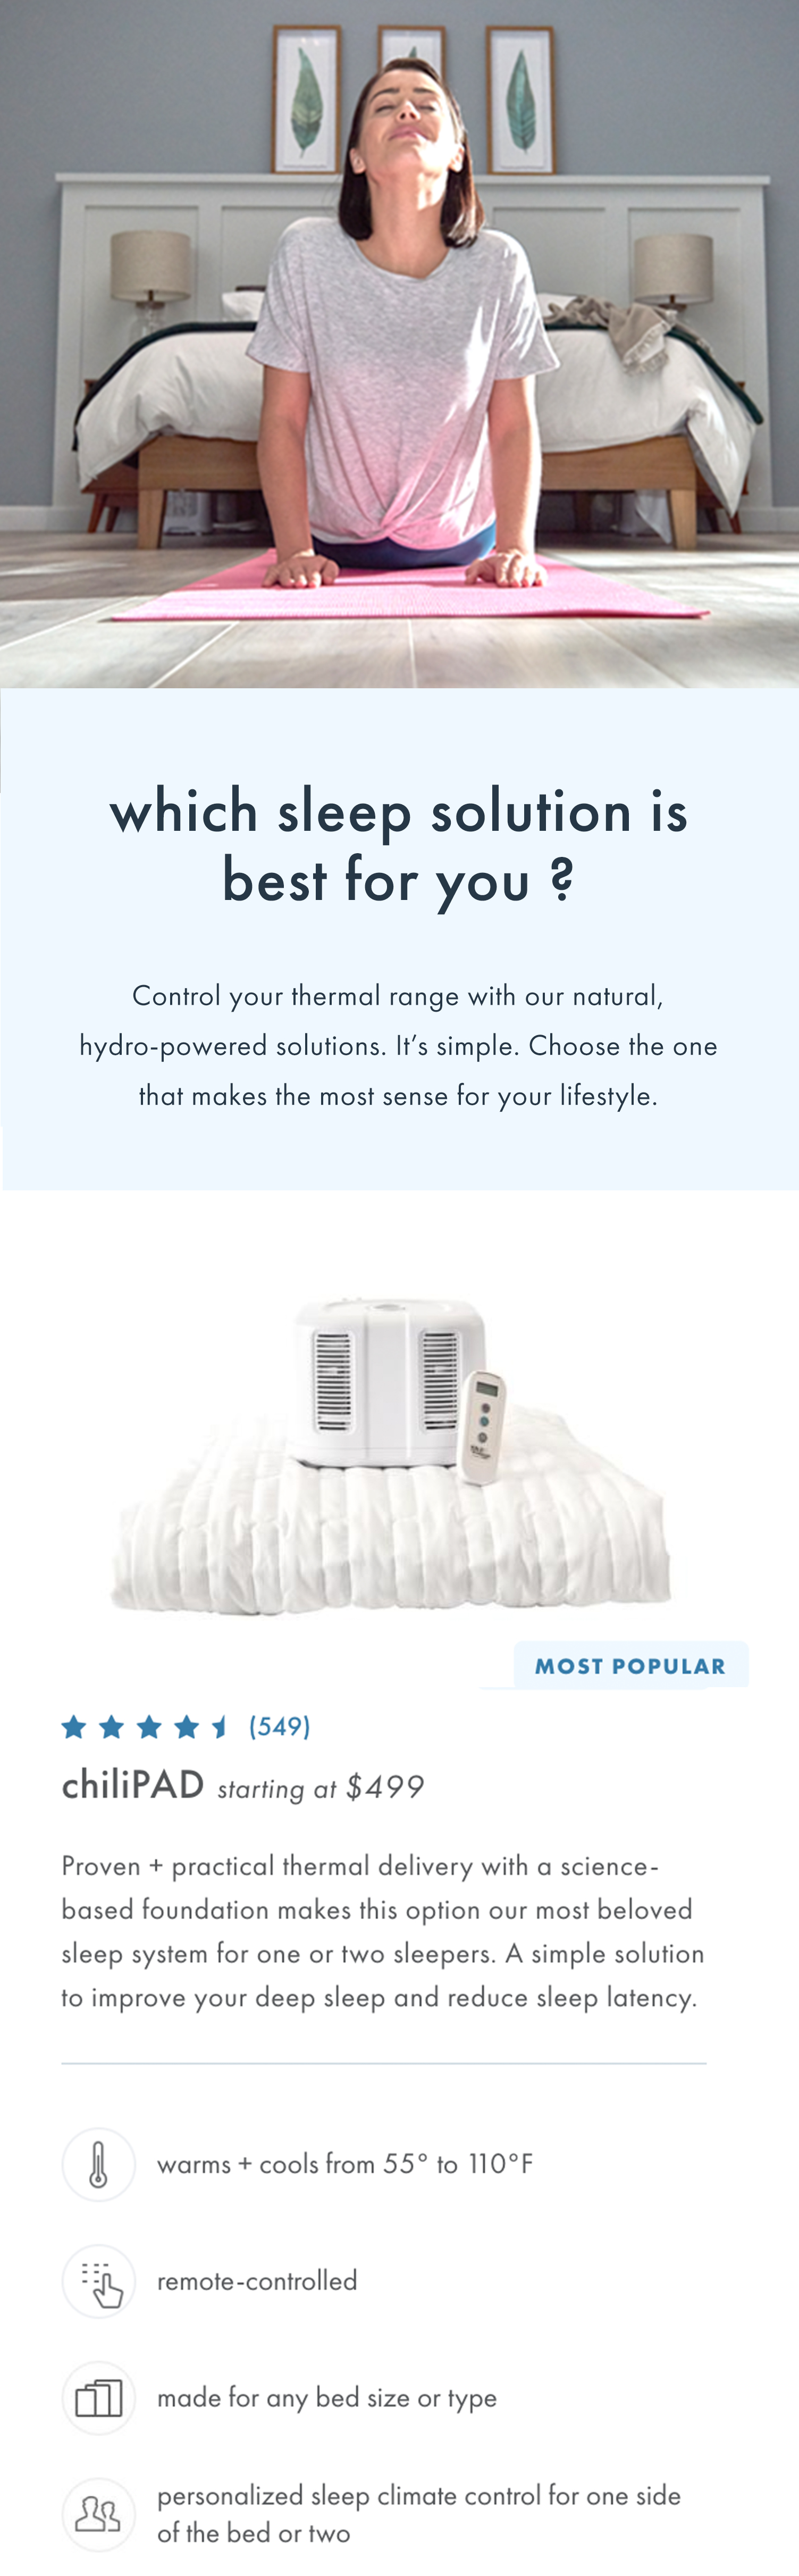 which sleep solution is
best for you ?
Control your thermal range with our natural,
hydro-powered solutions. It’s simple. Choose the one
that makes the most sense for your lifestyle.
MOST POPULAR
(549)
chiliPAD starting at $499
Proven + practical thermal delivery with a science-
based foundation makes this option our most beloved
sleep system for one or two sleepers. A simple solution
to improve your deep sleep and reduce sleep latency.
warms + cools from 55° to 110°F
remote-controlled
made for any bed size or type
personalized sleep climate control for one side
of the bed or two